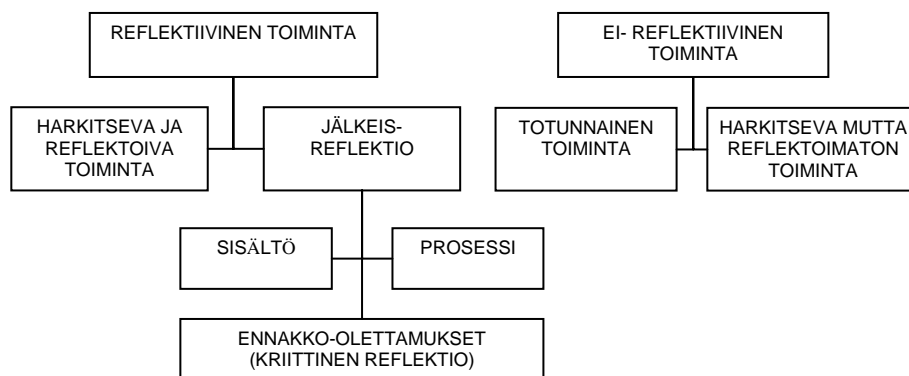 REFLEKTIIVINEN TOIMINTA
EI- REFLEKTIIVINEN
TOIMINTA
HARKITSEVA JA
REFLEKTOIVA
TOIMINTA
JÄLKEIS-
REFLEKTIO
TOTUNNAINEN
TOIMINTA
HARKITSEVA MUTTA
REFLEKTOIMATON
TOIMINTA
SISÄLTÖ
PROSESSI
ENNAKKO-OLETTAMUKSET
(KRIITTINEN REFLEKTIO)